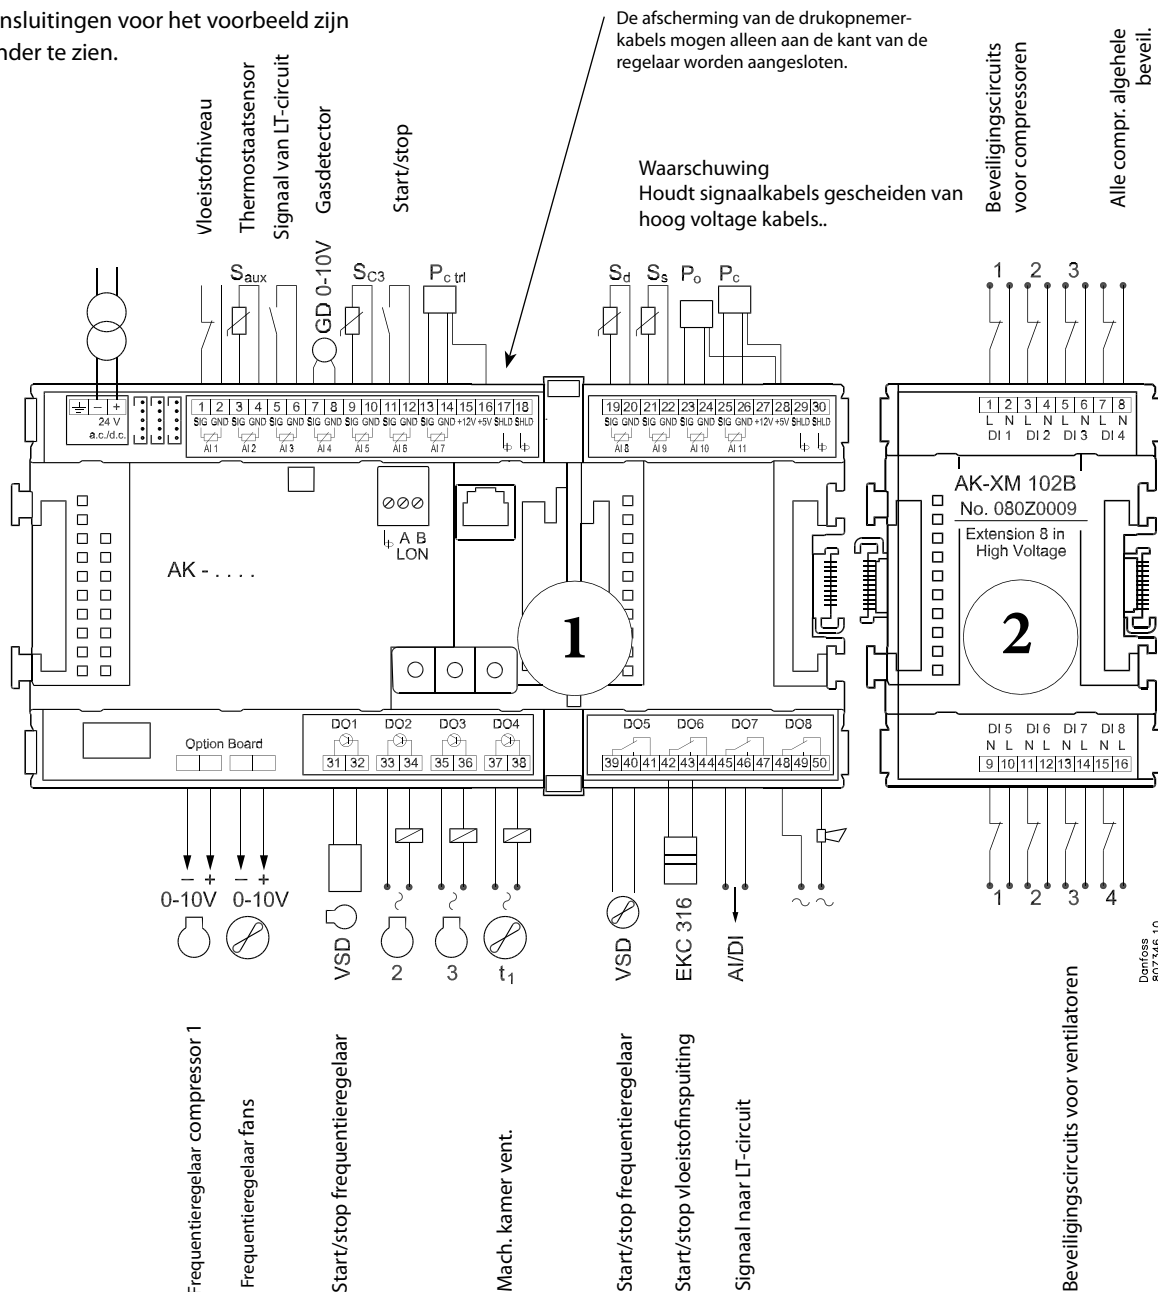 nsluitingen voor het voorbeeld zijn
nder te zien.
De afscherming van de drukopnemer-
kabels mogen alleen aan de kant van de
regelaar worden aangesloten.
Waarschuwing
Houdt signaalkabels gescheiden van
hoog voltage kabels..
Vloeistofniveau
Thermostaatsensor
Signaal van LT-circuit
Gasdetector
Start/stop
Beveiligingscircuits
voor compressoren
Alle compr. algehele
beveil.
Saux
GD 0-10V
SC3
Pc trl
Sd
Ss
Po
Pc
1 2 3
- +
24 V
a.c./d.c.
1 2 3 4 5 6 7 8 9 10 11 12 13 14 15 16 17 18
SIG GND SIG GND SIG GND SIG GND SIG GND SIG GND SIG GND +12V +5V SHLD SHLD
AI 1 AI 2 AI 3 AI 4 AI 5 AI 6 AI 7
19 20 21 22 23 24 25 26 27 28 29 30
SIG GND SIG GND SIG GND SIG GND +12V +5V SHLD SHLD
AI 8 AI 9 AI 10 AI 11
1 2 3 4 5 6 7 8
L N L N L N L N
DI 1 DI 2 DI 3 DI 4
A B
LON
AK - . . . .
1
AK-XM 102B
No. 080Z0009
Extension 8 in
High Voltage
2
Option Board
DO1 DO2 DO3 DO4
31 32 33 34 35 36 37 38
DO5 DO6 DO7 DO8
39 40 41 42 43 44 45 46 47 48 49 50
DI 5 DI 6 DI 7 DI 8
N L N L N L N L
9 10 11 12 13 14 15 16
- + - +
0-10V 0-10V
VSD
2
3
t1
VSD
EKC 316
AI/DI
1 2 3 4
Danfoss
80Z346.10
Frequentieregelaar compressor 1
Frequentieregelaar fans
Start/stop frequentieregelaar
Mach. kamer vent.
Start/stop frequentieregelaar
Start/stop vloeistofinspuiting
Signaal naar LT-circuit
Beveiligingscircuits voor ventilatoren